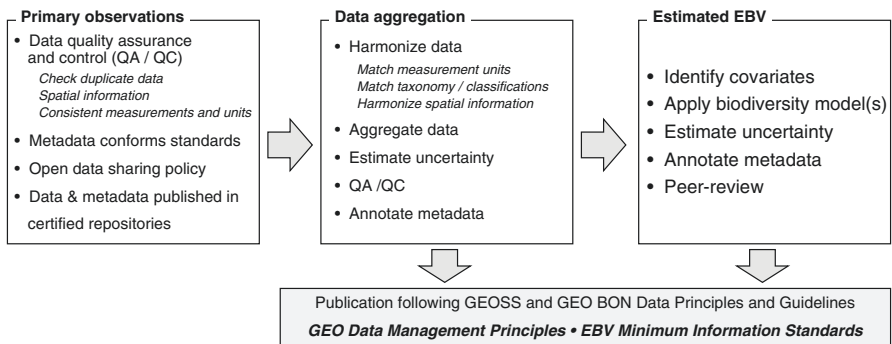 Primary observations
• Data quality assurance
and control (QA / QC)
Check duplicate data
Spatial information
Consistent measurements and units
• Metadata conforms standards
• Open data sharing policy
• Data & metadata published in
certified repositories
Data aggregation
• Harmonize data
Match measurement units
Match taxonomy / classifications
Harmonize spatial information
• Aggregate data
• Estimate uncertainty
• QA /QC
• Annotate metadata
Estimated EBV
• Identify covariates
• Apply biodiversity model(s)
• Estimate uncertainty
• Annotate metadata
• Peer-review
Publication following GEOSS and GEO BON Data Principles and Guidelines
GEO Data Management Principles • EBV Minimum Information Standards